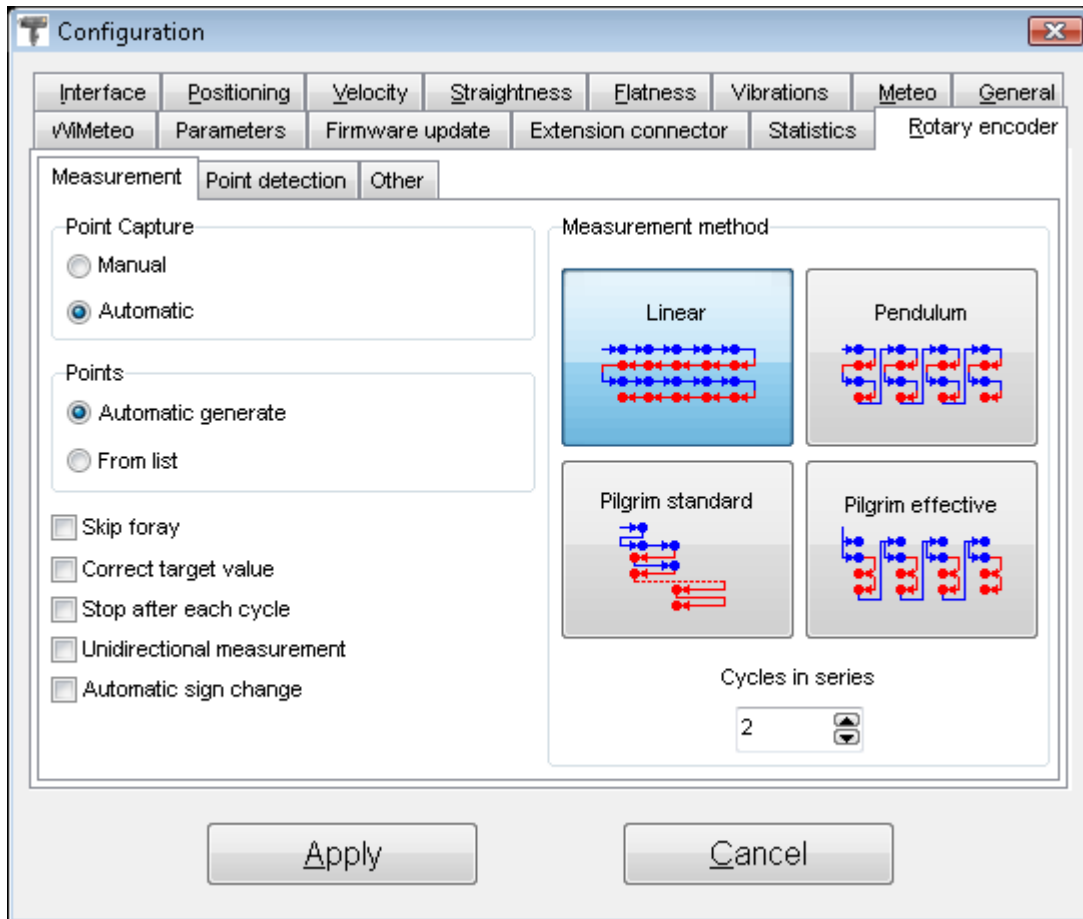 Configuration
Interface Positioning Velocity Straightness Flatness Vibrations Meteo General
WiMeteo Parameters Firmware update Extension connector Statistics Rotary encoder
Measurement Point detection Other
Point Capture
Manual
Automatic
Points
Automatic generate
From list
Skip foray
Correct target value
Stop after each cycle
Unidirectional measurement
Automatic sign change
Measurement method
Linear Pendulum
Pilgrim standard Pilgrim effective
Cycles in series
2
Apply Cancel